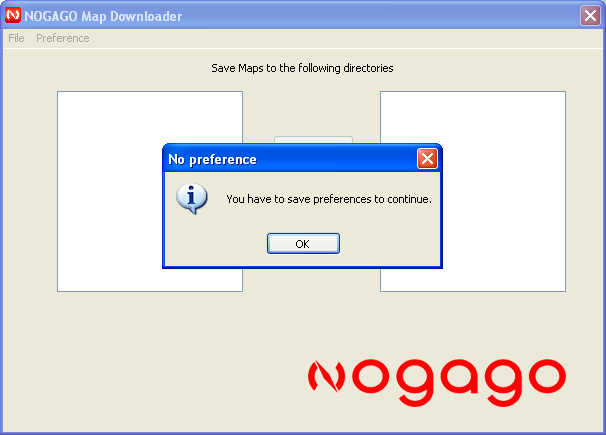 NOGAGO Map Downloader
File Preference
Save Maps to the following directories
No preference
You have to save preferences to continue.
OK
nogago